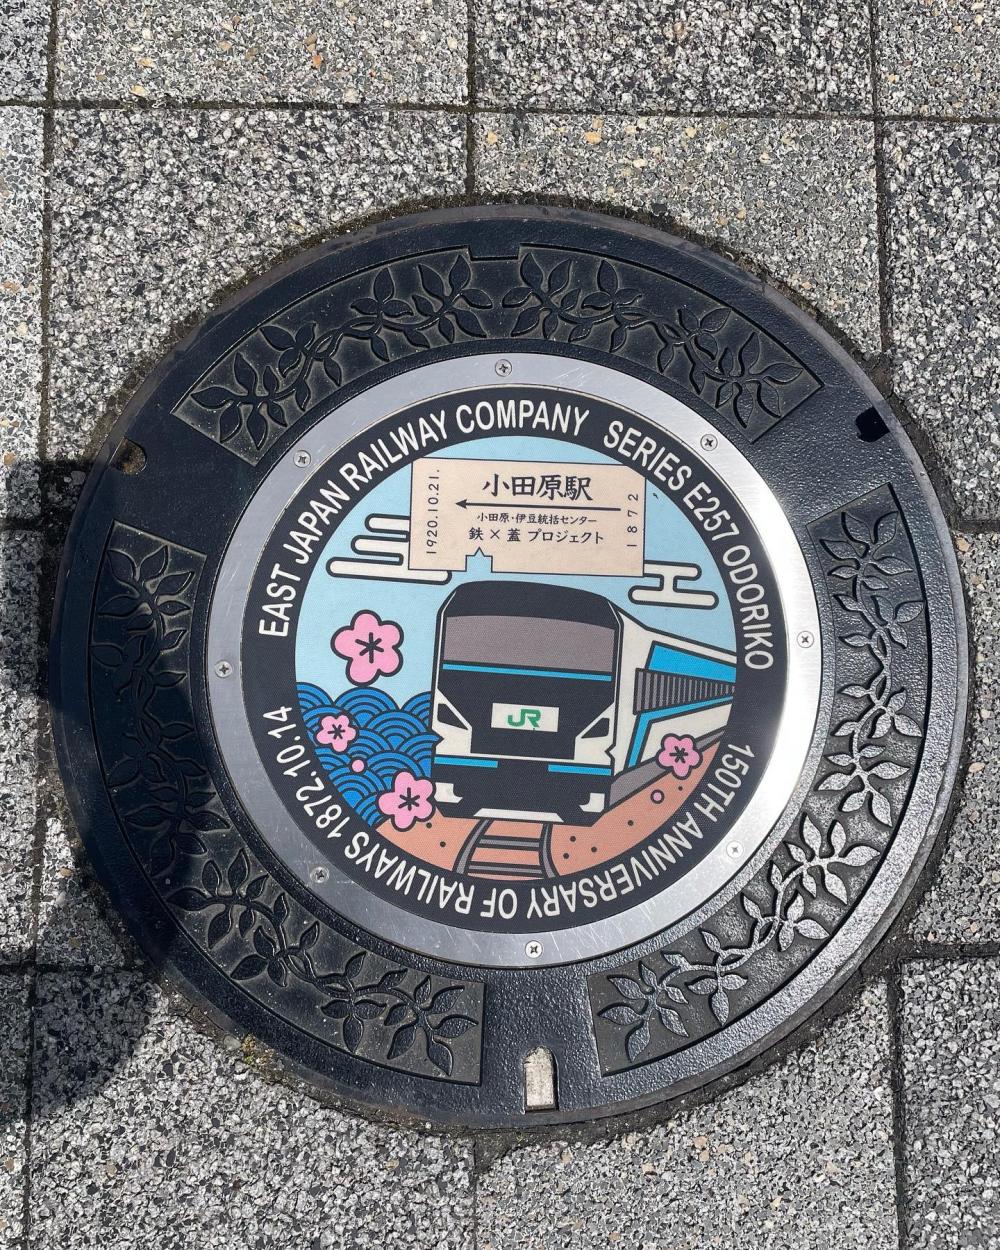 EAST JAPAN RAILWAY COMPANY SERIES E257 ODORIKO
150TH ANNIVERSARY OF RAILWAYS 1872.10.14
小田原駅
小田原・伊豆統括センター
鉄×蓋 プロジェクト
1920.10.21.
1872
JR